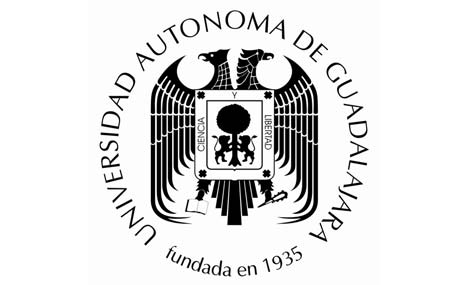 UNIVERSIDAD AUTONOMA DE GUADALAJARA
CIENCIA
Y
LIBERTAD
fundada en 1935